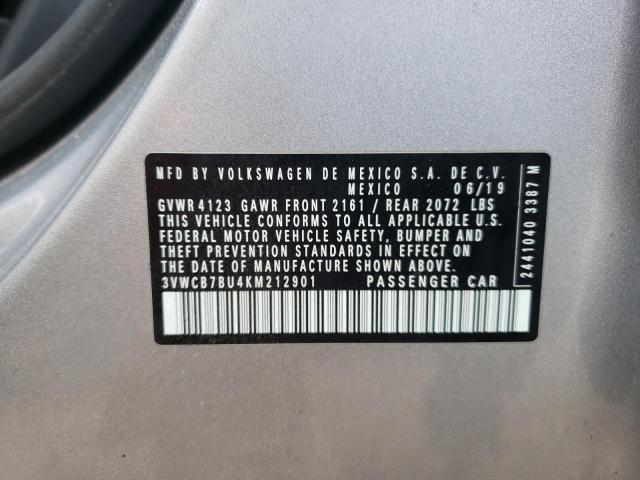 MFD. BY VOLKSWAGEN DE MEXICO S.A. DE C.V.
MEXICO 06/19
GVWR 4123 GAWR FRONT 2161 / REAR 2072 LBS
THIS VEHICLE CONFORMS TO ALL APPLICABLE U.S.
FEDERAL MOTOR VEHICLE SAFETY, BUMPER AND
THEFT PREVENTION STANDARDS IN EFFECT ON
THE DATE OF MANUFACTURE SHOWN ABOVE
3VWCB7BU4KM212901 PASSENGER CAR
2441040 3387 M